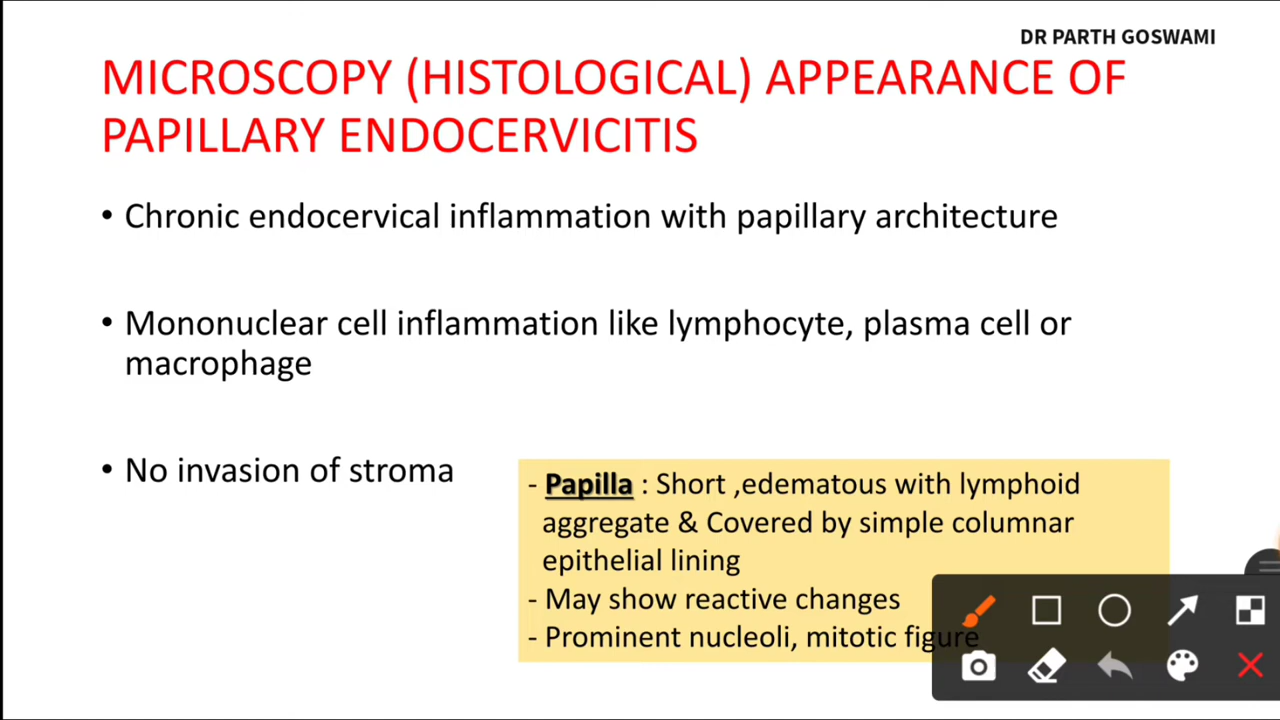 DR PARTH GOSWAMI
MICROSCOPY (HISTOLOGICAL) APPEARANCE OF
PAPILLARY ENDOCERVICITIS
• Chronic endocervical inflammation with papillary architecture
• Mononuclear cell inflammation like lymphocyte, plasma cell or
macrophage
• No invasion of stroma
- Papilla : Short ,edematous with lymphoid
aggregate & Covered by simple columnar
epithelial lining
- May show reactive changes
- Prominent nucleoli, mitotic figure